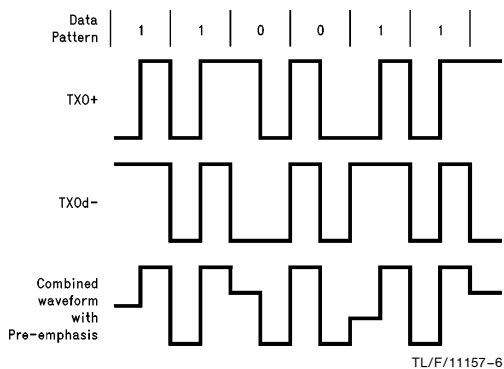 Data
Pattern
1 1 0 0 1 1
TXO+
TXOd-
Combined
waveform
with
Pre-emphasis
TL/F/11157-6